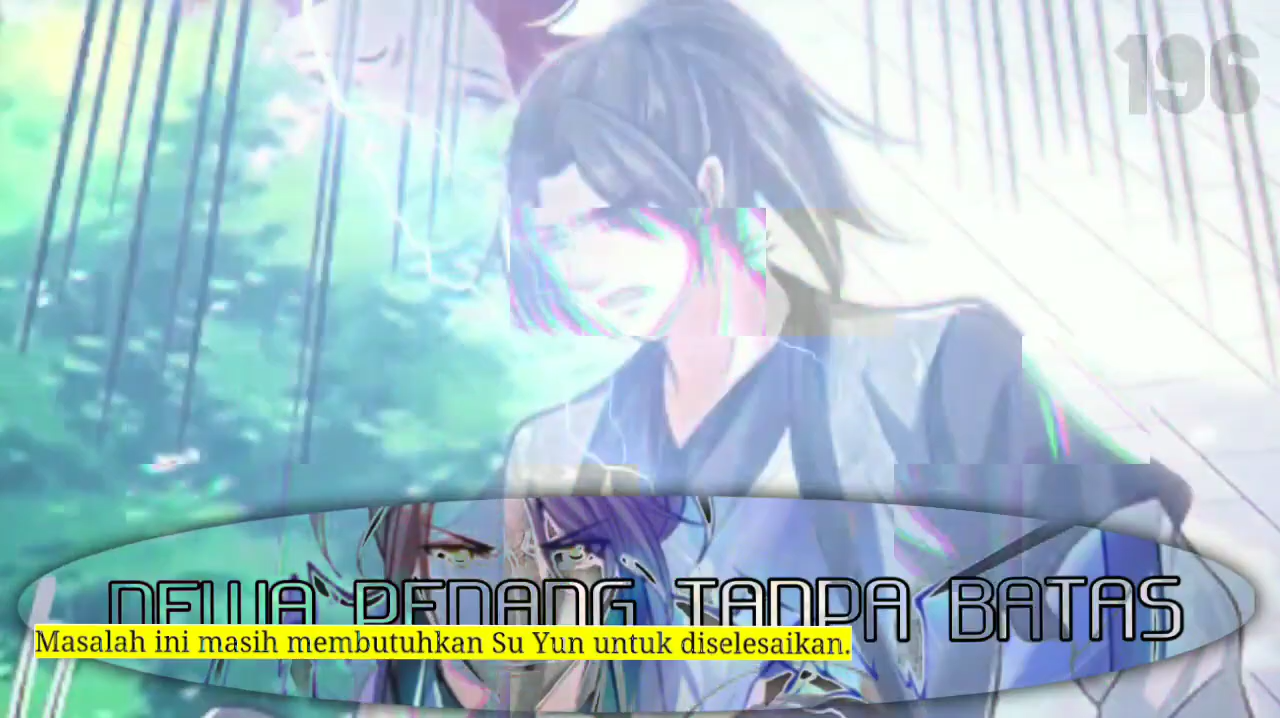 196
DEWA PEDANG TANPA BATAS
Masalah ini masih membutuhkan Su Yun untuk diselesaikan.